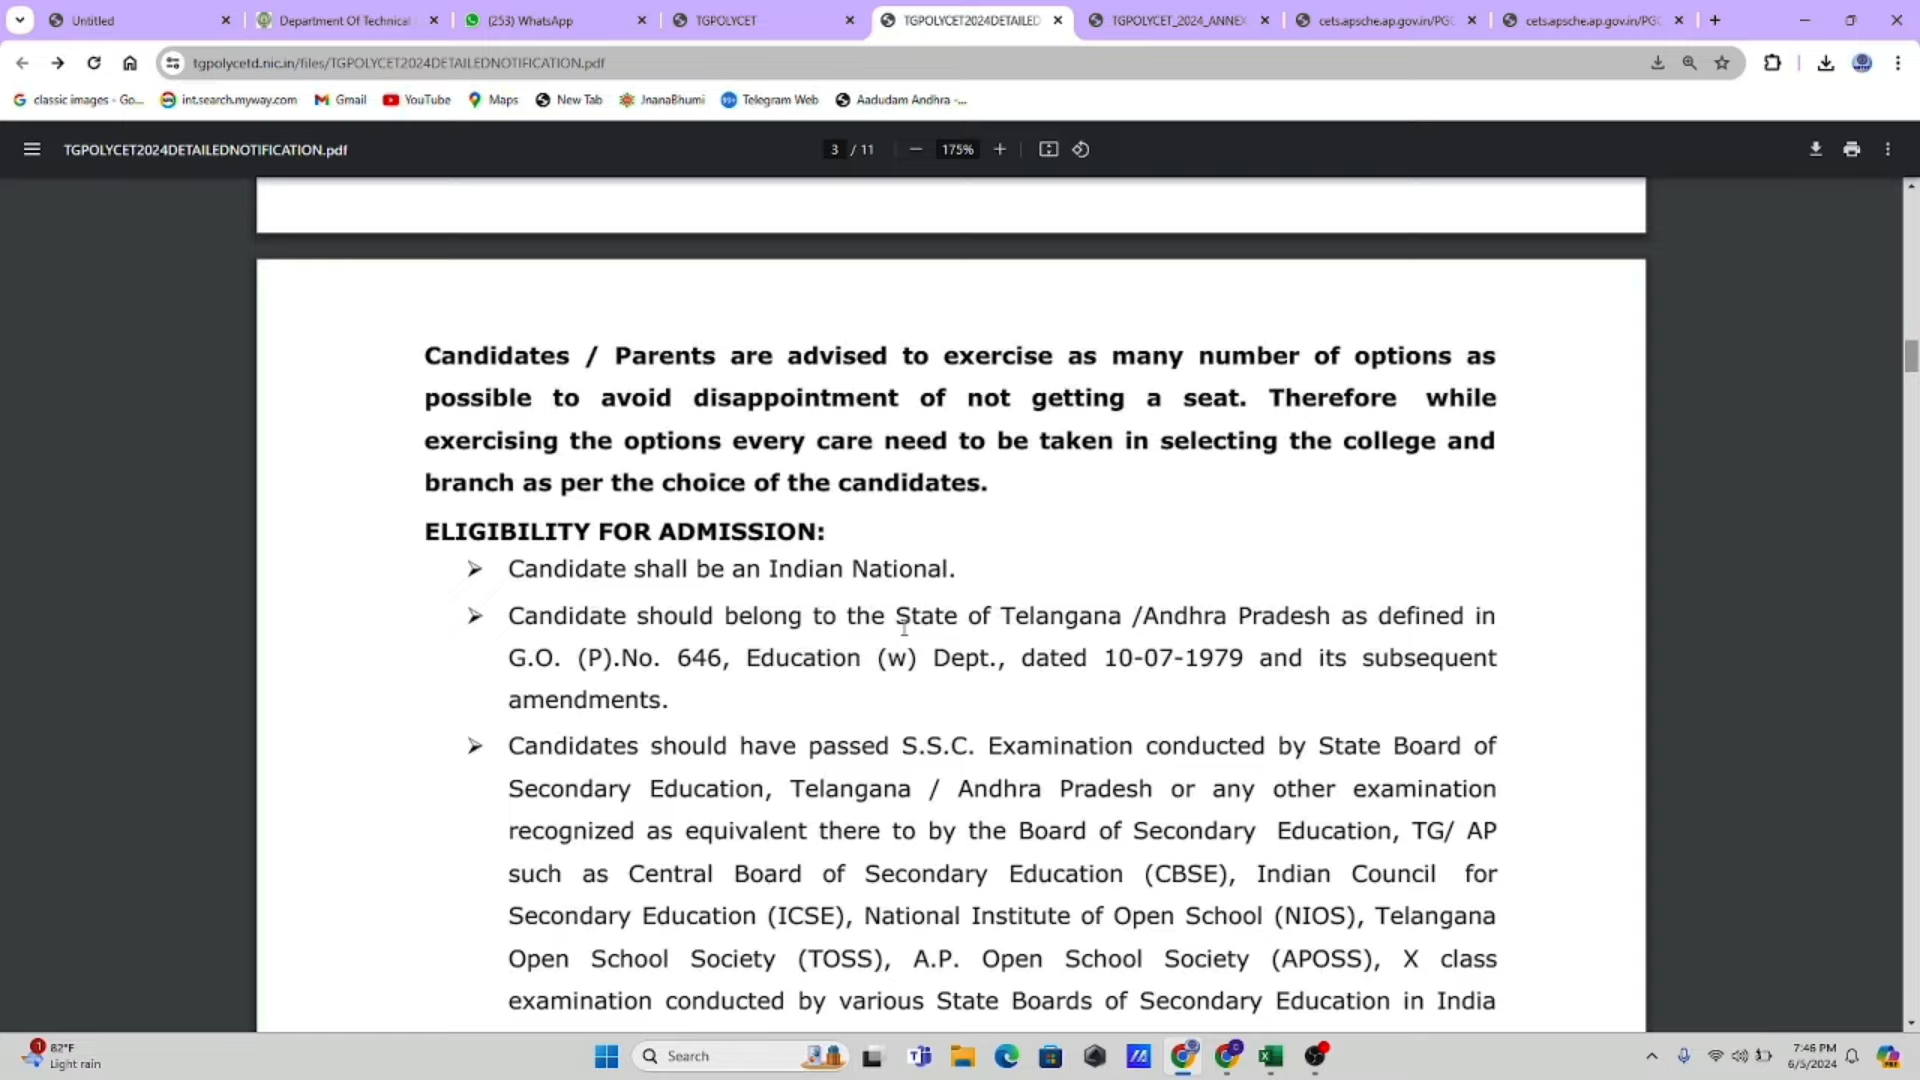 Untitled
Department Of Technical
(253) WhatsApp
TGPOLYCET
TGPOLYCET2024DETAILED
TGPOLYCET_2024_ANNEX
cets.apsche.ap.gov.in/PG
cets.apsche.ap.gov.in/PG
tgpolycetd.nic.in/files/TGPOLYCET2024DETAILEDNOTIFICATION.pdf
classic images - Go...
int.search.myway.com
Gmail
YouTube
Maps
New Tab
JnanaBhumi
Telegram Web
Aadudam Andhra -...
TGPOLYCET2024DETAILEDNOTIFICATION.pdf
3 / 11
175%
Candidates / Parents are advised to exercise as many number of options as
possible to avoid disappointment of not getting a seat. Therefore while
exercising the options every care need to be taken in selecting the college and
branch as per the choice of the candidates.
ELIGIBILITY FOR ADMISSION:
Candidate shall be an Indian National.
Candidate should belong to the State of Telangana /Andhra Pradesh as defined in
G.O. (P).No. 646, Education (w) Dept., dated 10-07-1979 and its subsequent
amendments.
Candidates should have passed S.S.C. Examination conducted by State Board of
Secondary Education, Telangana / Andhra Pradesh or any other examination
recognized as equivalent there to by the Board of Secondary Education, TG/ AP
such as Central Board of Secondary Education (CBSE), Indian Council for
Secondary Education (ICSE), National Institute of Open School (NIOS), Telangana
Open School Society (TOSS), A.P. Open School Society (APOSS), X class
examination conducted by various State Boards of Secondary Education in India
1
82°F
Light rain
Search
7:46 PM
6/5/2024